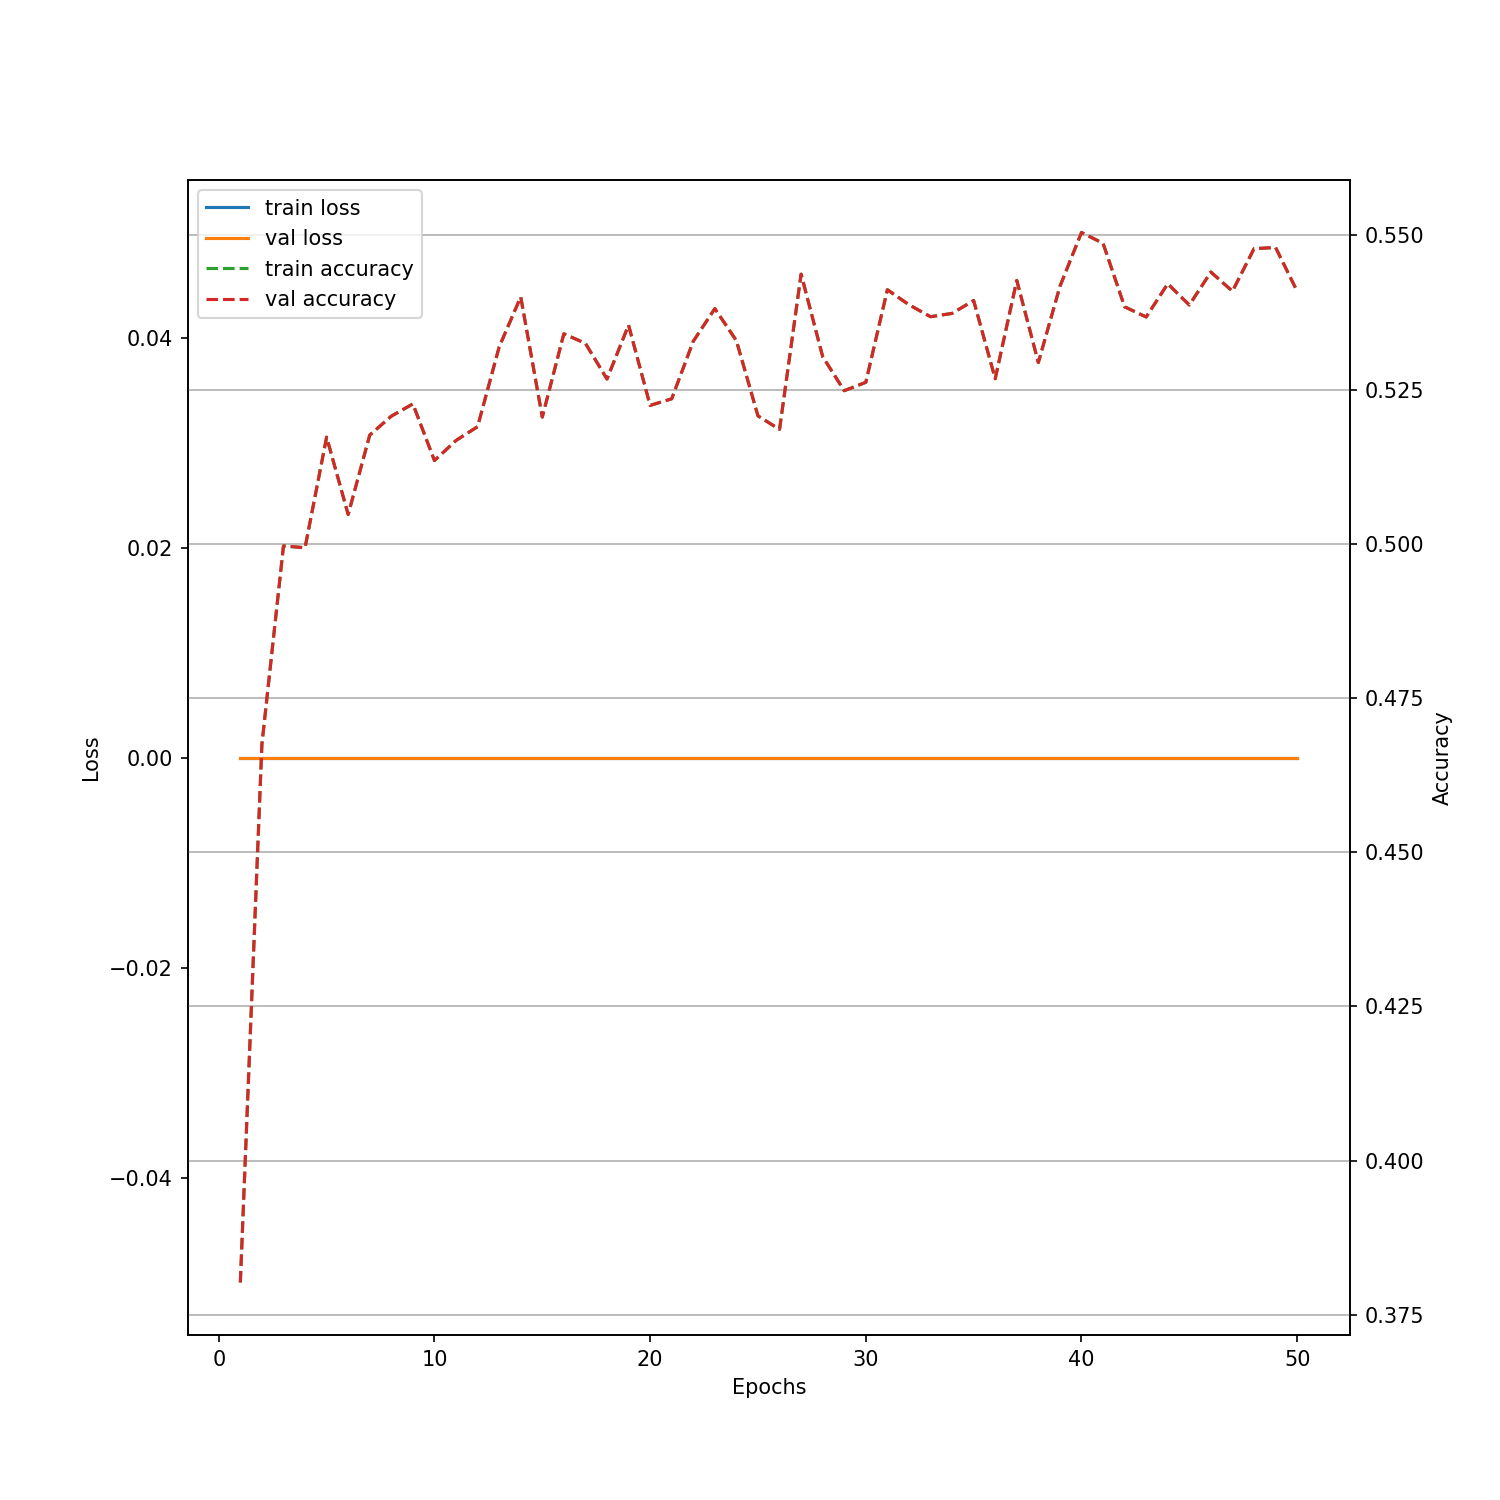 train loss
val loss
train accuracy
val accuracy
0.04
0.02
0.00
−0.02
−0.04
Loss
0.550
0.525
0.500
0.475
0.450
0.425
0.400
0.375
Accuracy
0 10 20 30 40 50
Epochs